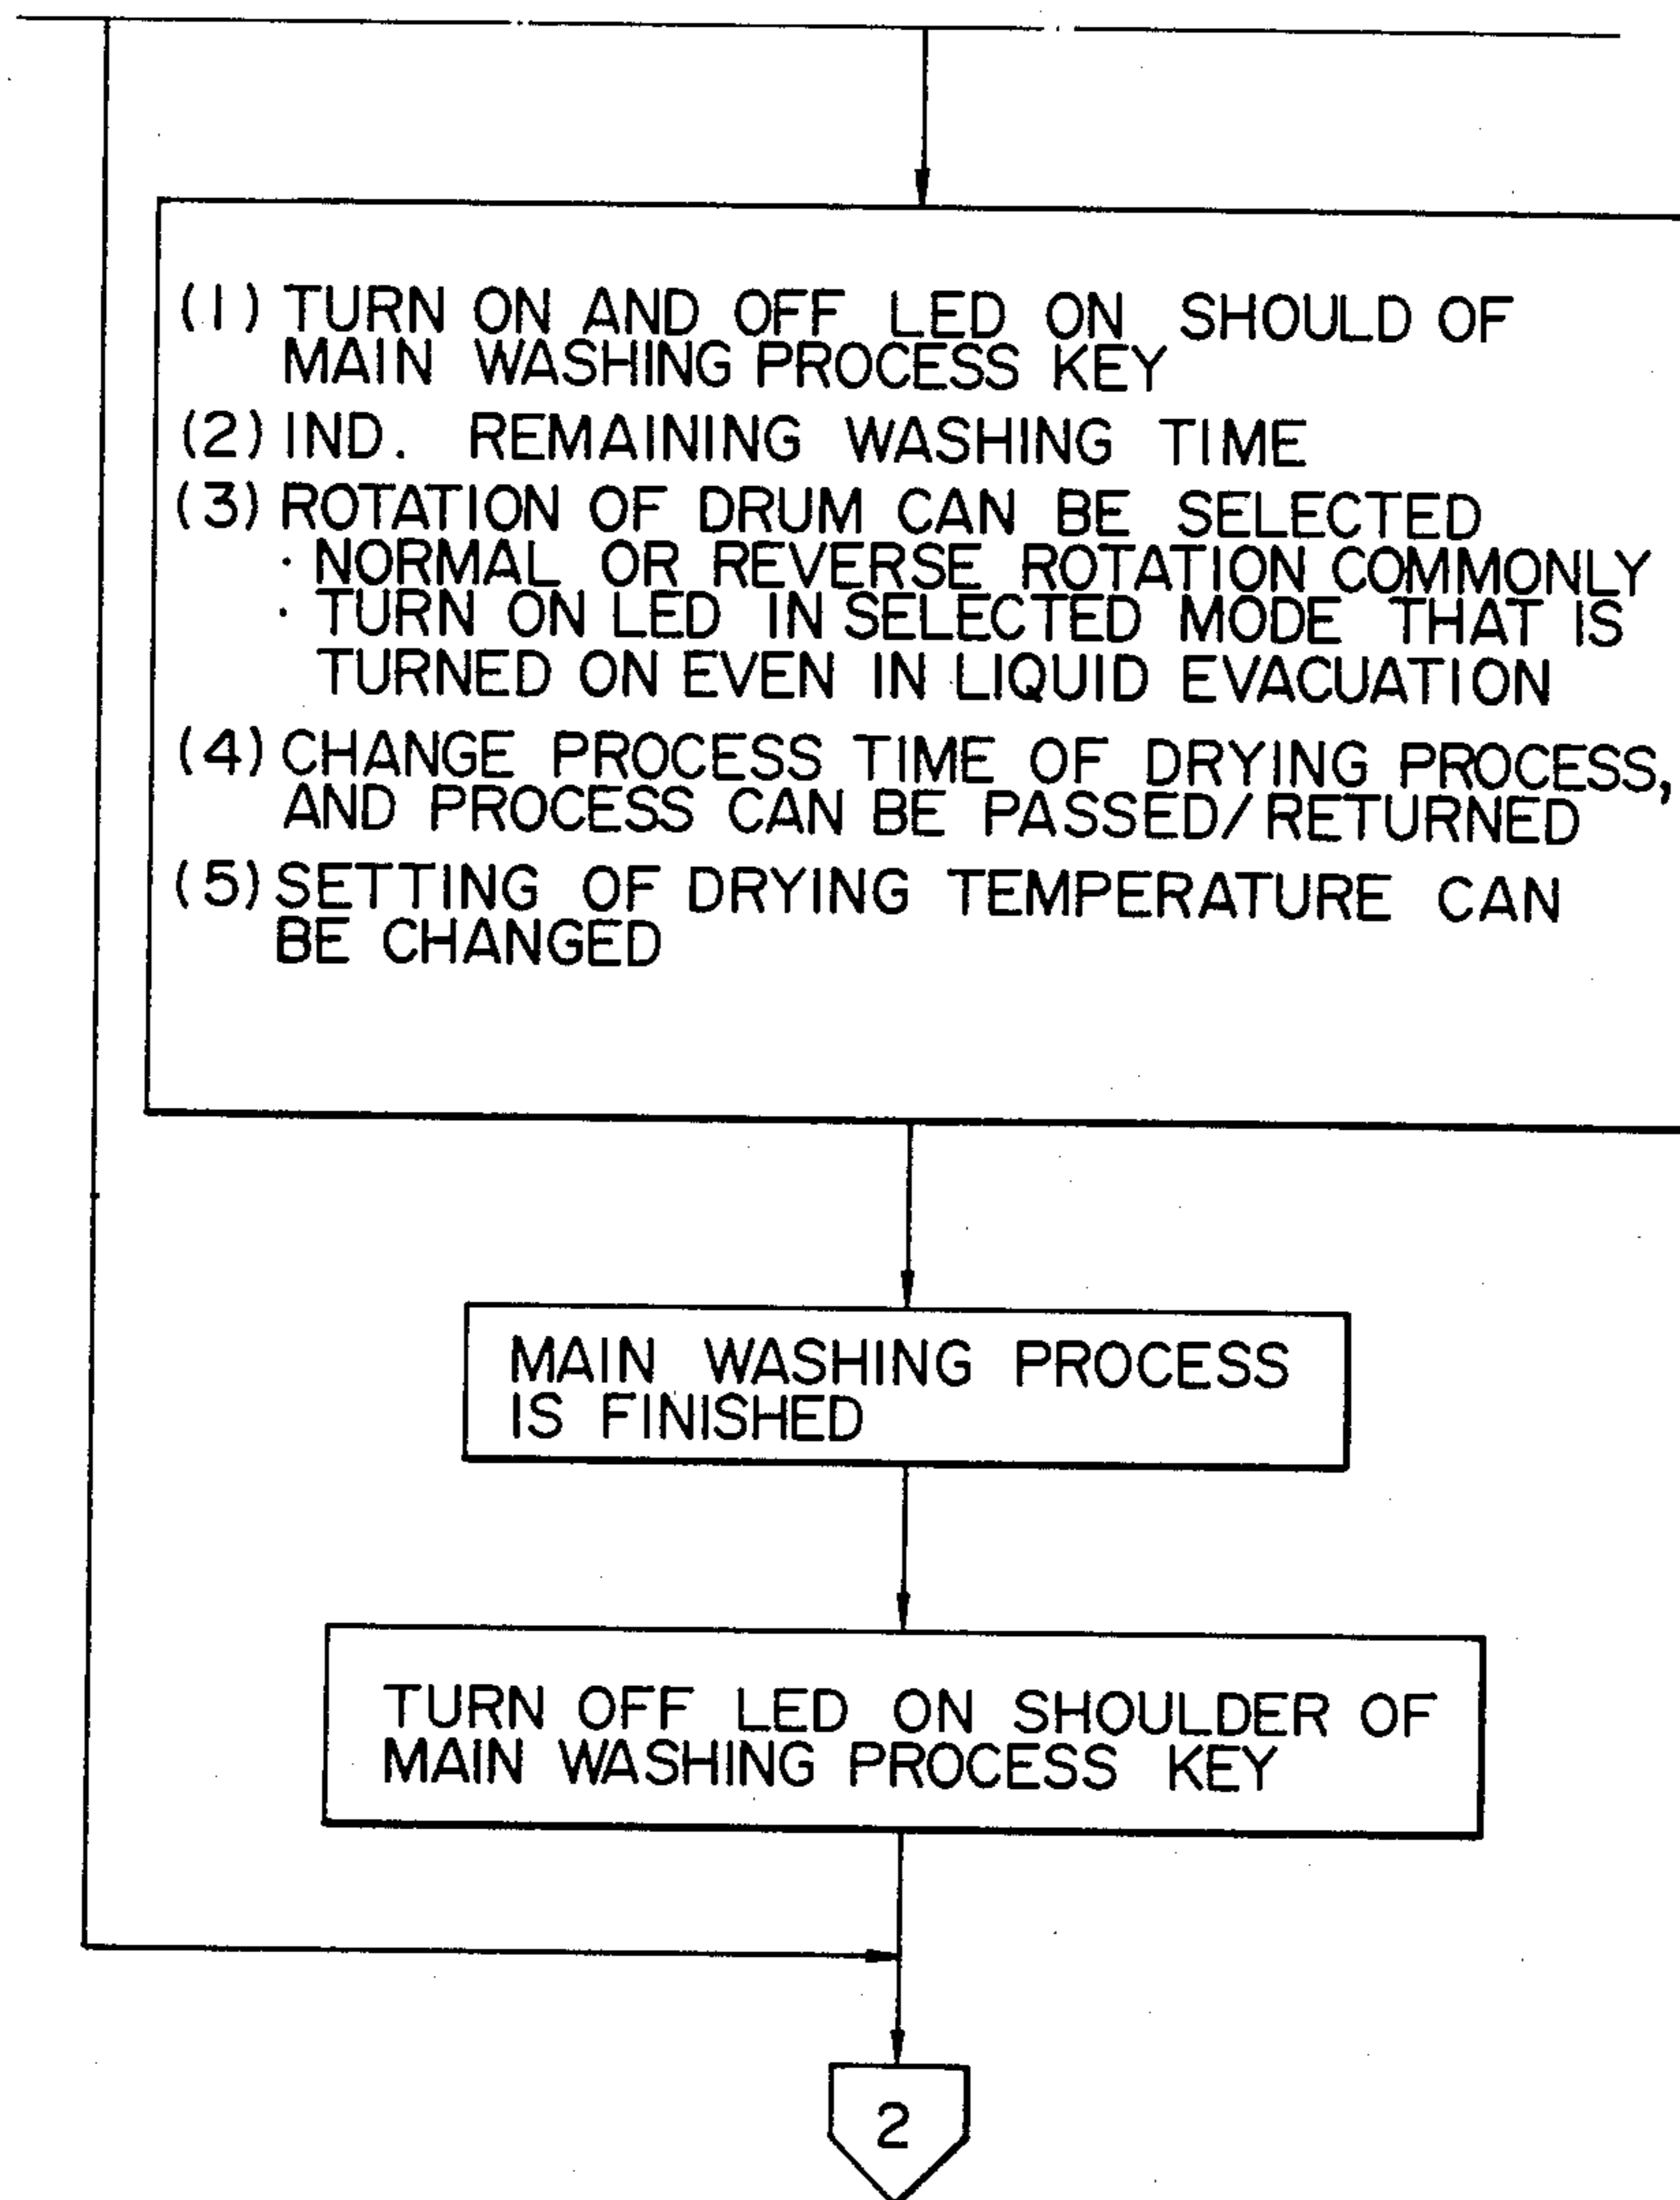 (1) TURN ON AND OFF LED ON SHOULD OF
MAIN WASHING PROCESS KEY
(2) IND. REMAINING WASHING TIME
(3) ROTATION OF DRUM CAN BE SELECTED
· NORMAL OR REVERSE ROTATION COMMONLY
· TURN ON LED IN SELECTED MODE THAT IS
TURNED ON EVEN IN LIQUID EVACUATION
(4) CHANGE PROCESS TIME OF DRYING PROCESS,
AND PROCESS CAN BE PASSED/RETURNED
(5) SETTING OF DRYING TEMPERATURE CAN
BE CHANGED
MAIN WASHING PROCESS
IS FINISHED
TURN OFF LED ON SHOULDER OF
MAIN WASHING PROCESS KEY
2